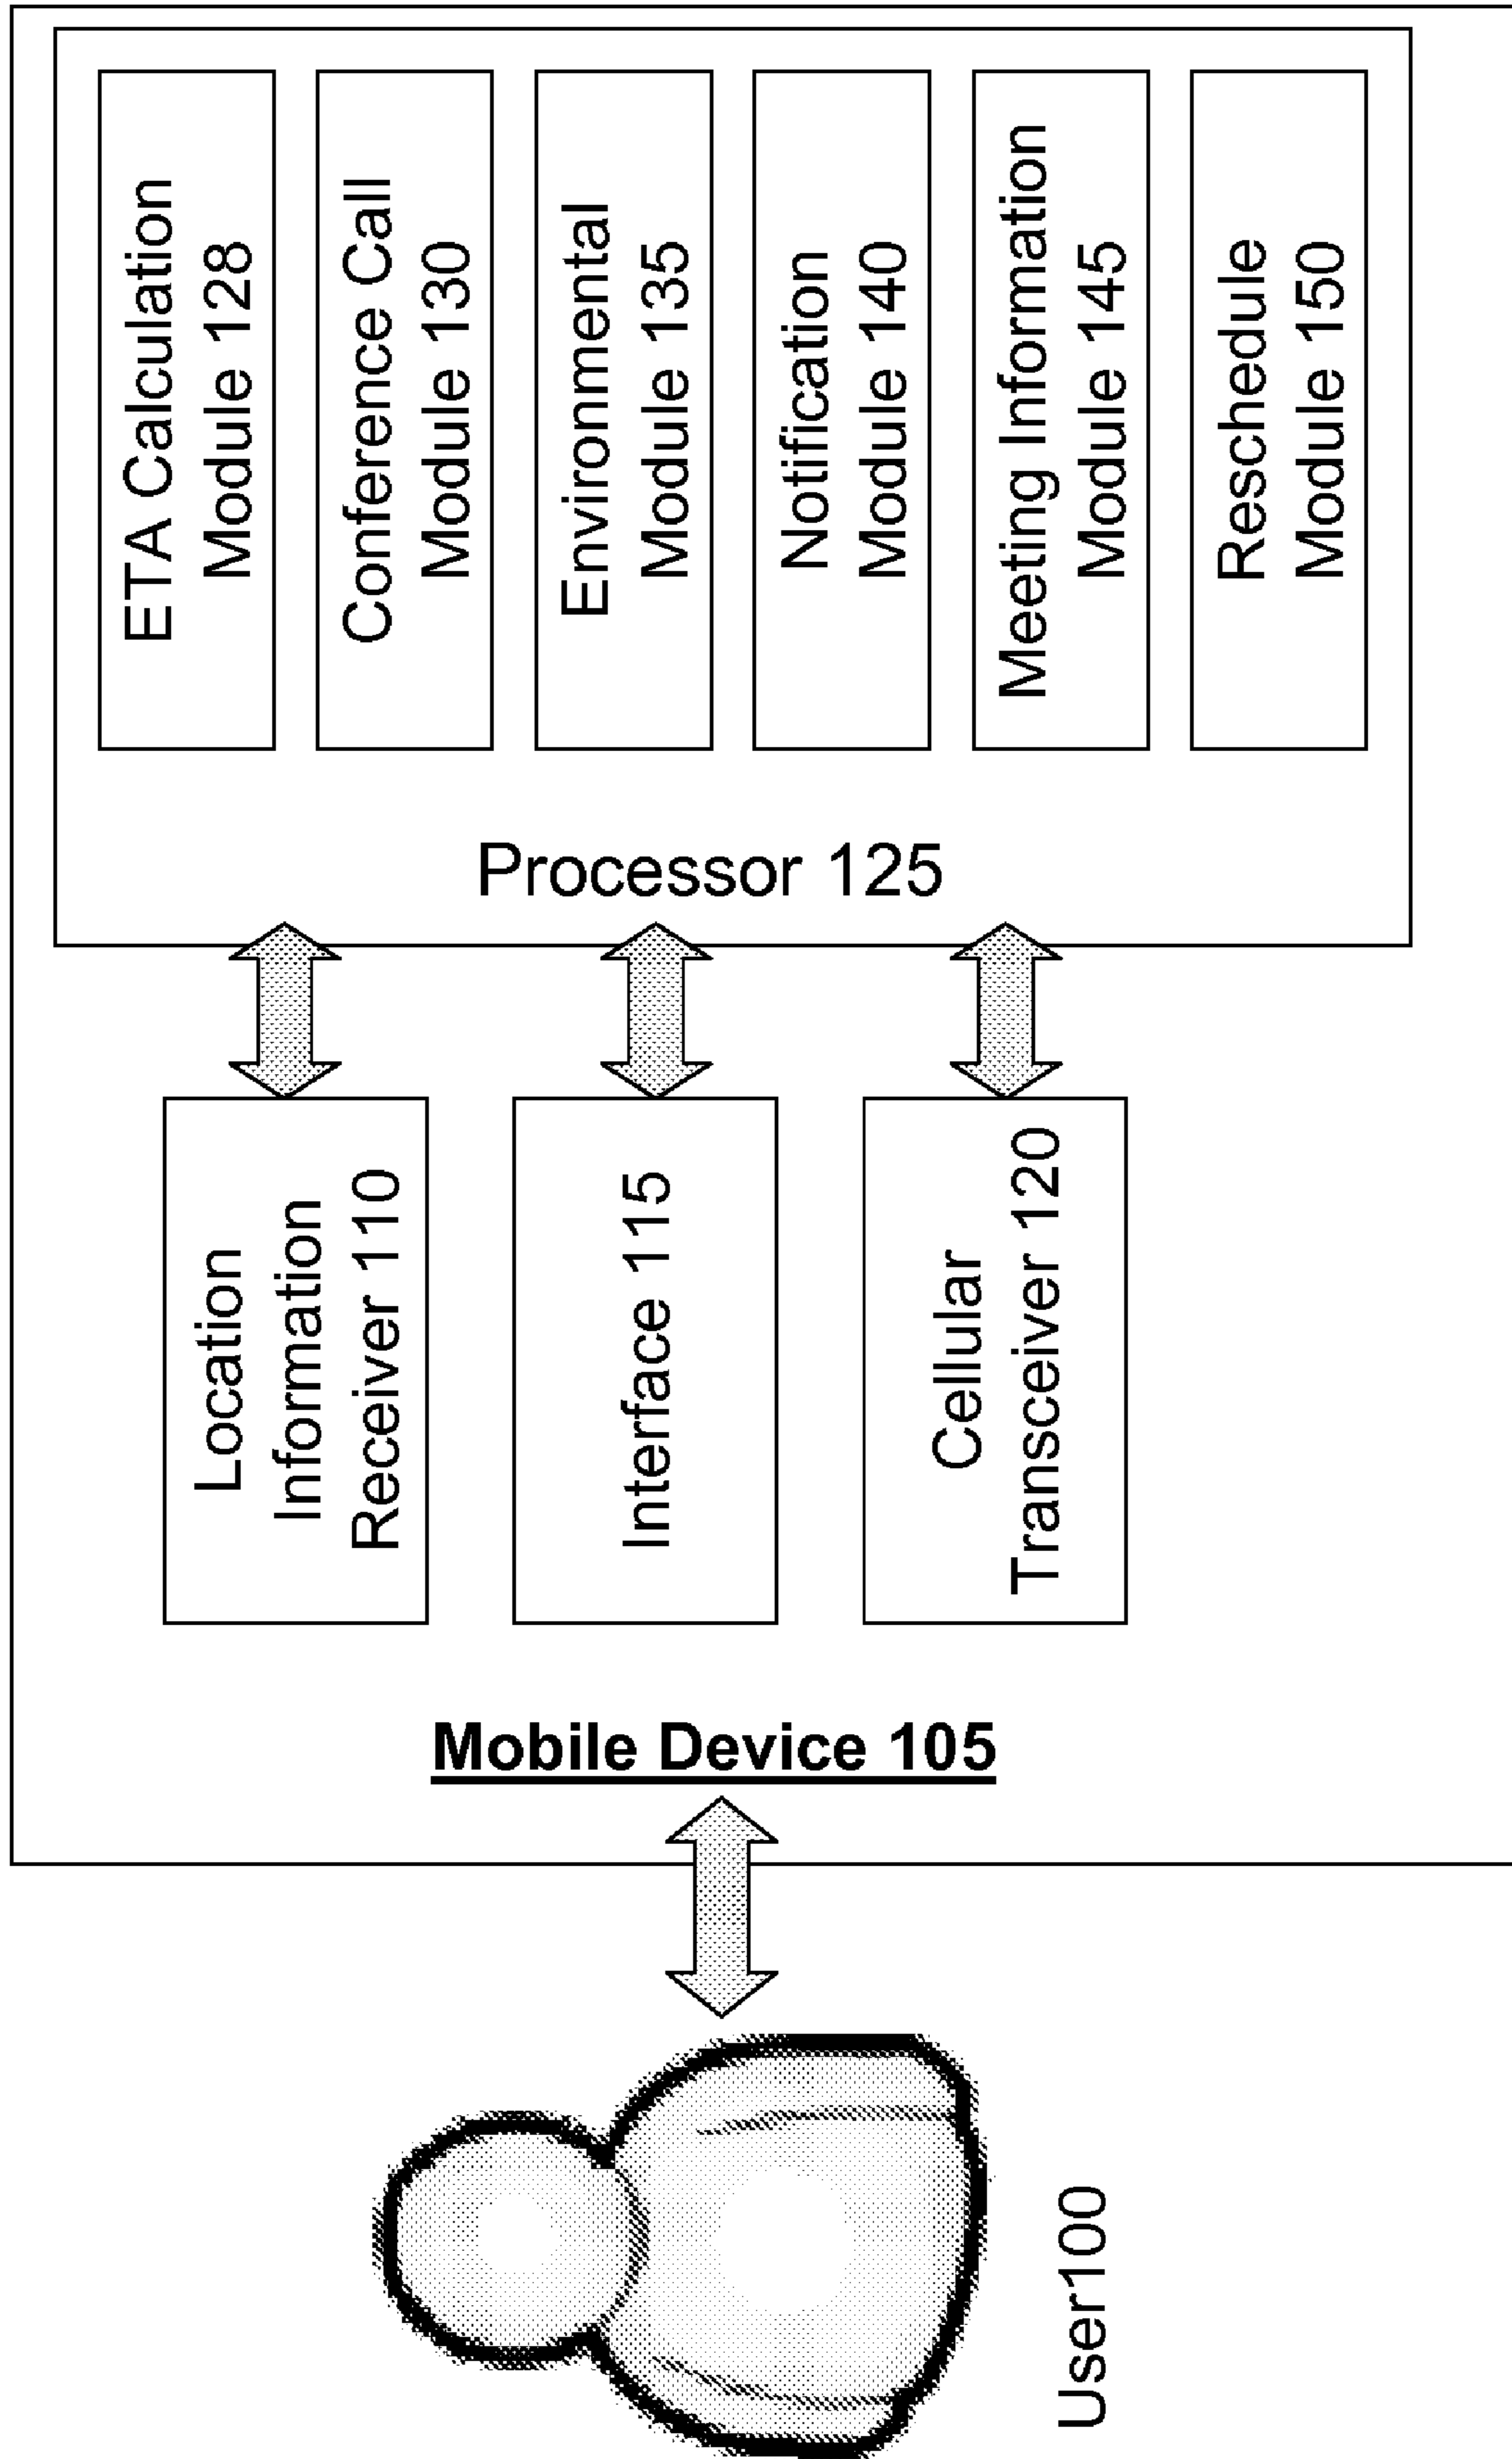 User100
Mobile Device 105
Location
Information
Receiver 110
Interface 115
Cellular
Transceiver 120
Processor 125
ETA Calculation
Module 128
Conference Call
Module 130
Environmental
Module 135
Notification
Module 140
Meeting Information
Module 145
Reschedule
Module 150